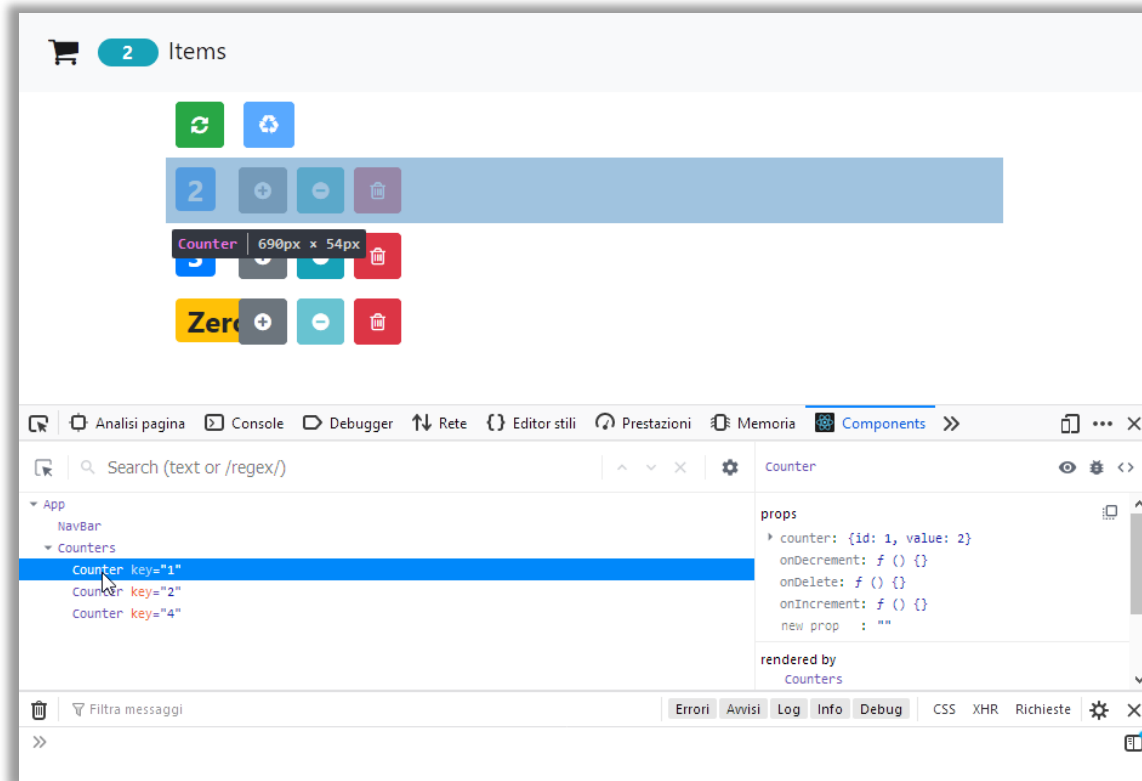 2 Items
2
Counter 690px × 54px
Zero
Analisi pagina Console Debugger Rete Editor stili Prestazioni Memoria Components
Search (text or /regex/)
Counter
App
NavBar
Counters
Counter key="1"
Counter key="2"
Counter key="4"
props
counter: {id: 1, value: 2}
onDecrement: ƒ () {}
onDelete: ƒ () {}
onIncrement: ƒ () {}
new prop : ""
rendered by
Counters
Filtra messaggi
Errori Avvisi Log Info Debug CSS XHR Richieste